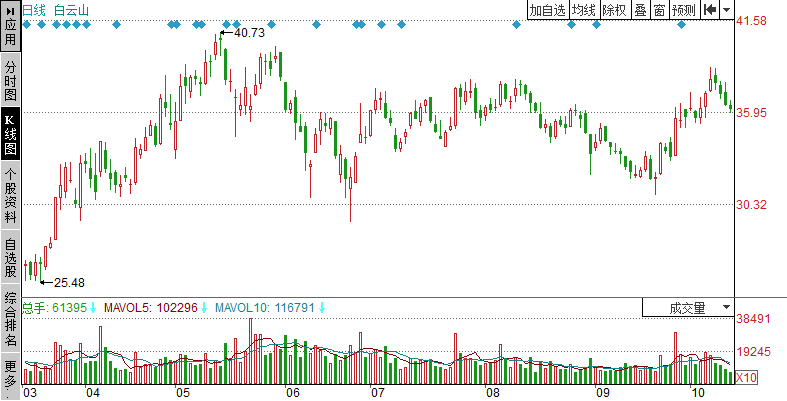 应用
分时图
K线图
个股资料
自选股
综合排名
更多
日线 白云山
加自选 均线 除权 叠 窗 预测
41.58
40.73
35.95
30.32
25.48
总手: 61395 MAVOL5: 102296 MAVOL10: 116791
成交量
38491
19245
X10
03 04 05 06 07 08 09 10